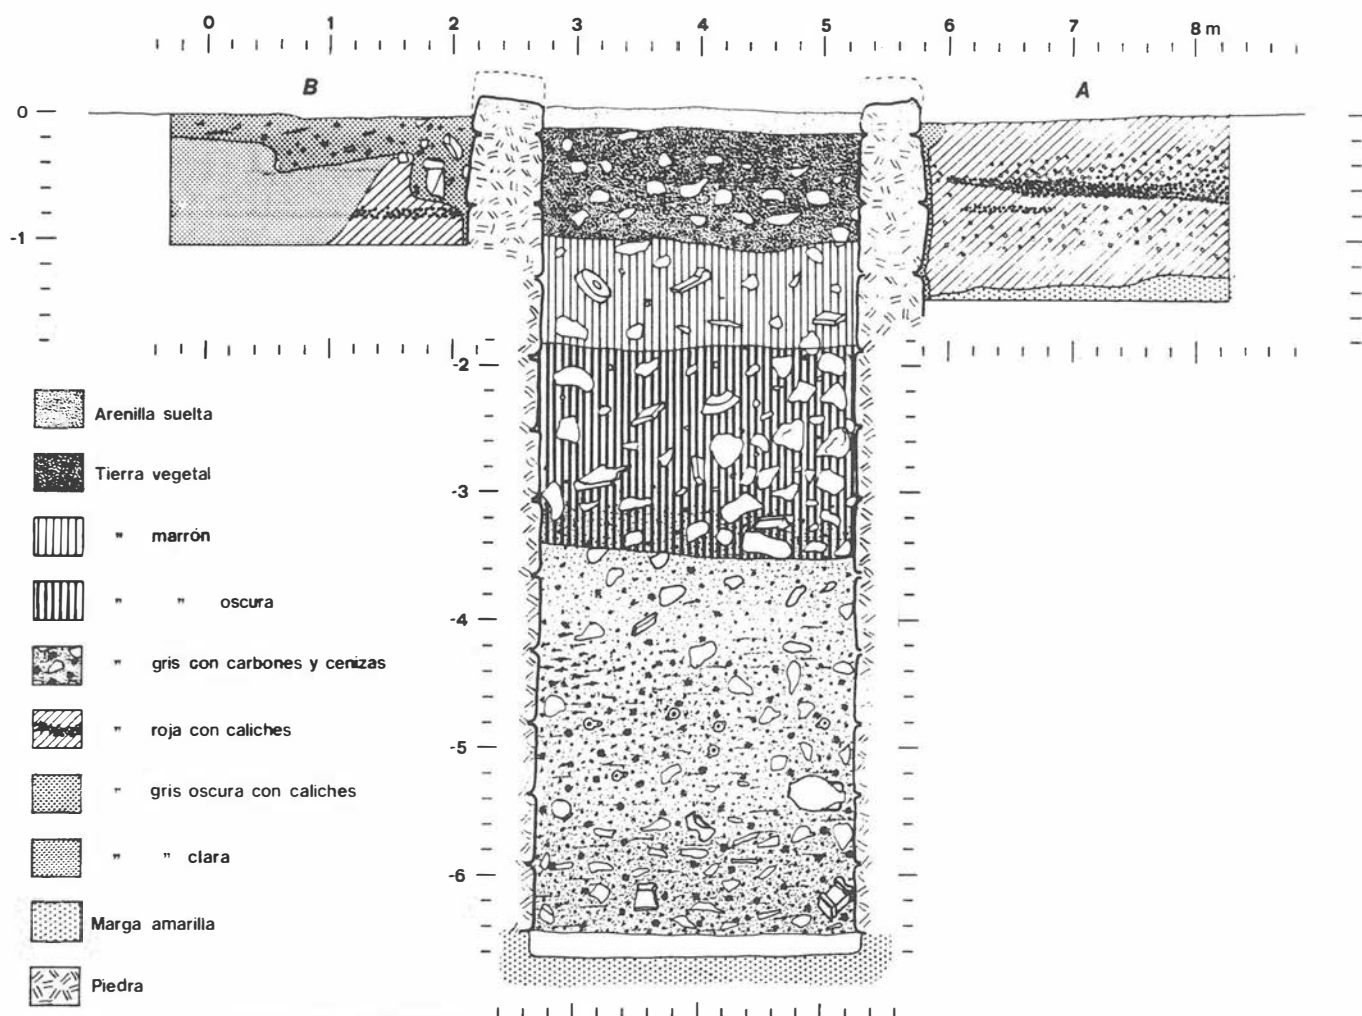 0 1 2 3 4 5 6 7 8 m
B A
0
-1
-2
-3
-4
-5
-6
Arenilla suelta
Tierra vegetal
" marrón
" " oscura
" gris con carbones y cenizas
" roja con caliches
" gris oscura con caliches
" " clara
Marga amarilla
Piedra